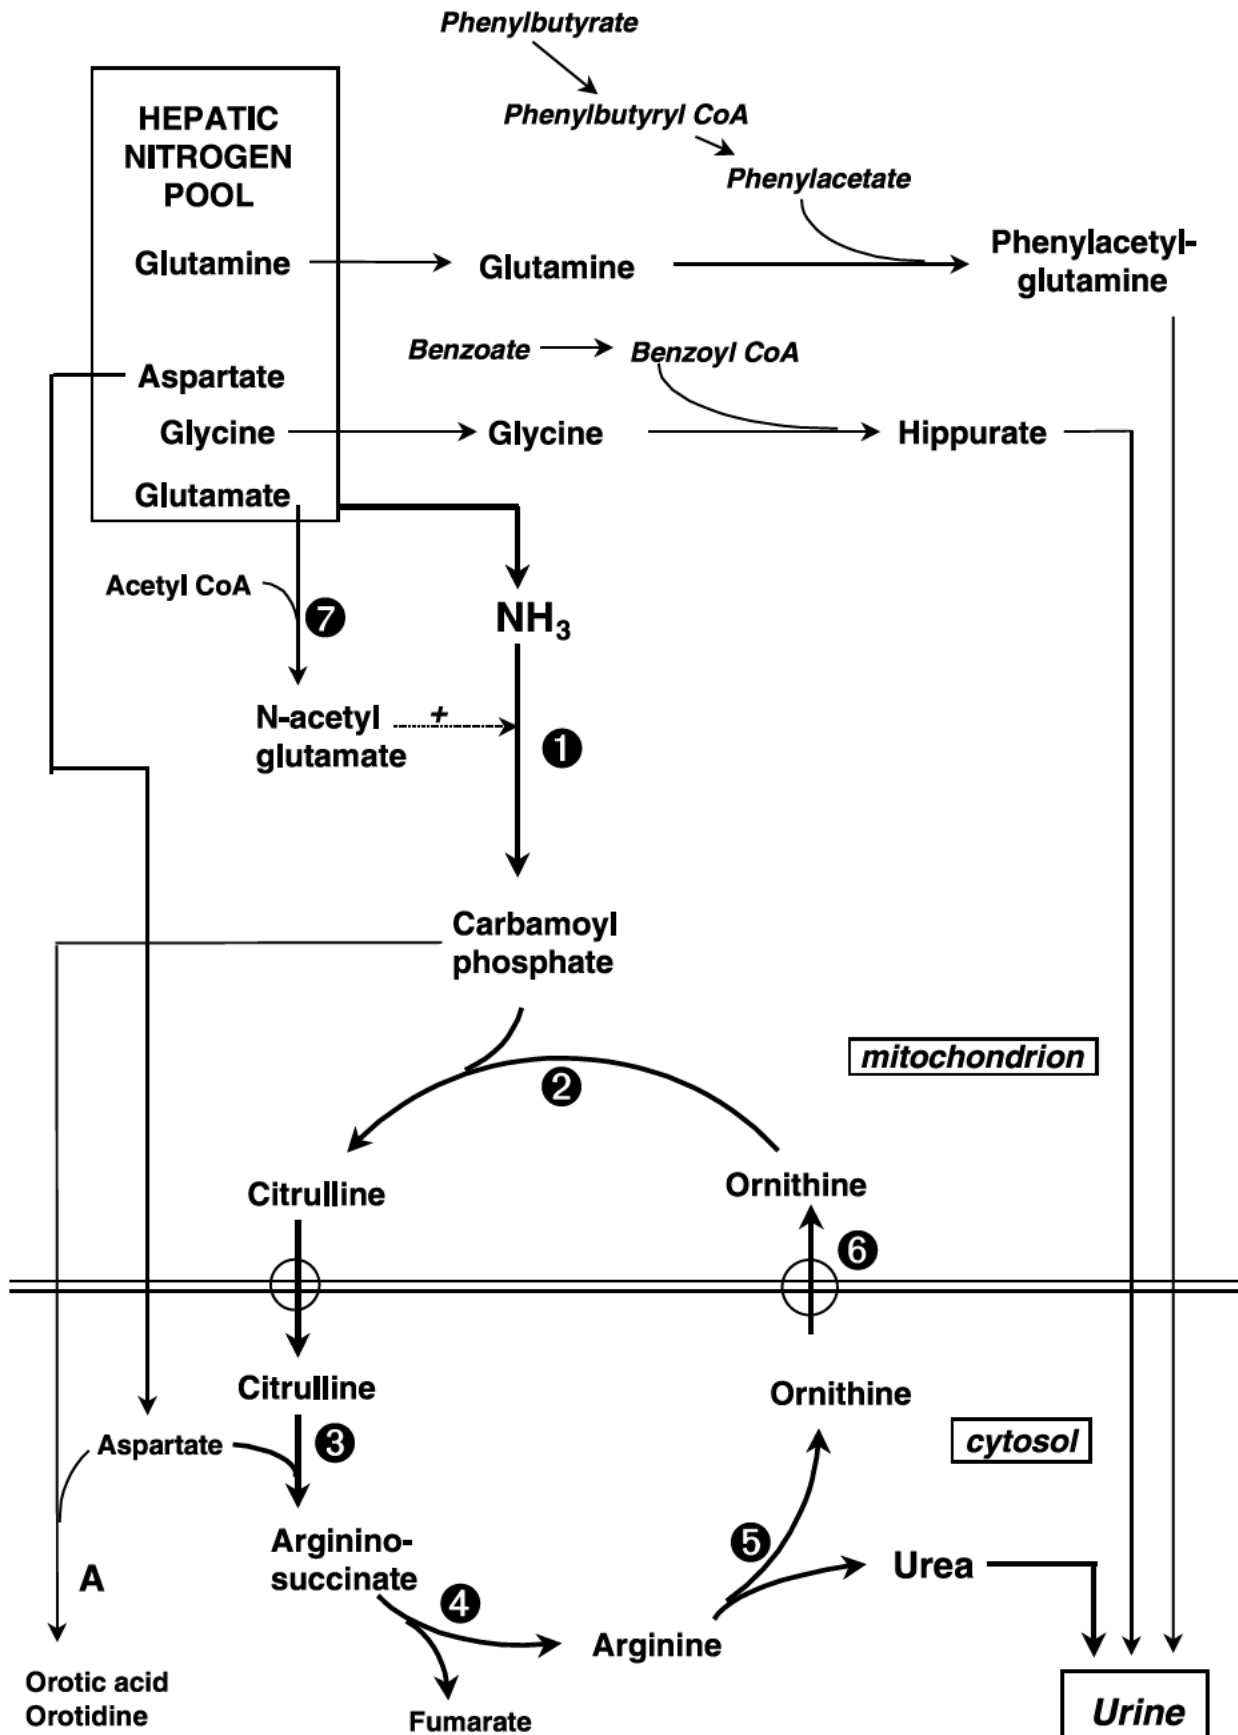 Phenylbutyrate
HEPATIC
NITROGEN
POOL
Phenylbutyryl CoA
Phenylacetate
Glutamine
Glutamine
Phenylacetyl-
glutamine
Benzoate
Benzoyl CoA
Aspartate
Glycine
Glycine
Hippurate
Glutamate
Acetyl CoA
7
NH3
N-acetyl
glutamate
+
1
Carbamoyl
phosphate
mitochondrion
2
Citrulline
Ornithine
6
Citrulline
Ornithine
Aspartate
3
cytosol
Arginino-
succinate
5
Urea
A
4
Arginine
Orotic acid
Orotidine
Fumarate
Urine